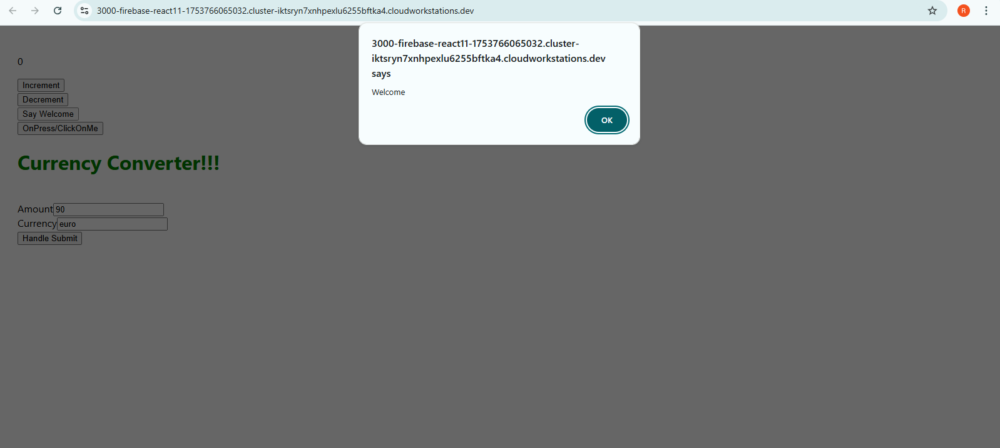 3000-firebase-react11-1753766065032.cluster-iktsryn7xnhpexlu6255bftka4.cloudworkstations.dev
R
3000-firebase-react11-1753766065032.cluster-
iktsryn7xnhpexlu6255bftka4.cloudworkstations.dev
says
Welcome
OK
0
Increment
Decrement
Say Welcome
OnPress/ClickOnMe
Currency Converter!!!
Amount 90
Currency euro
Handle Submit